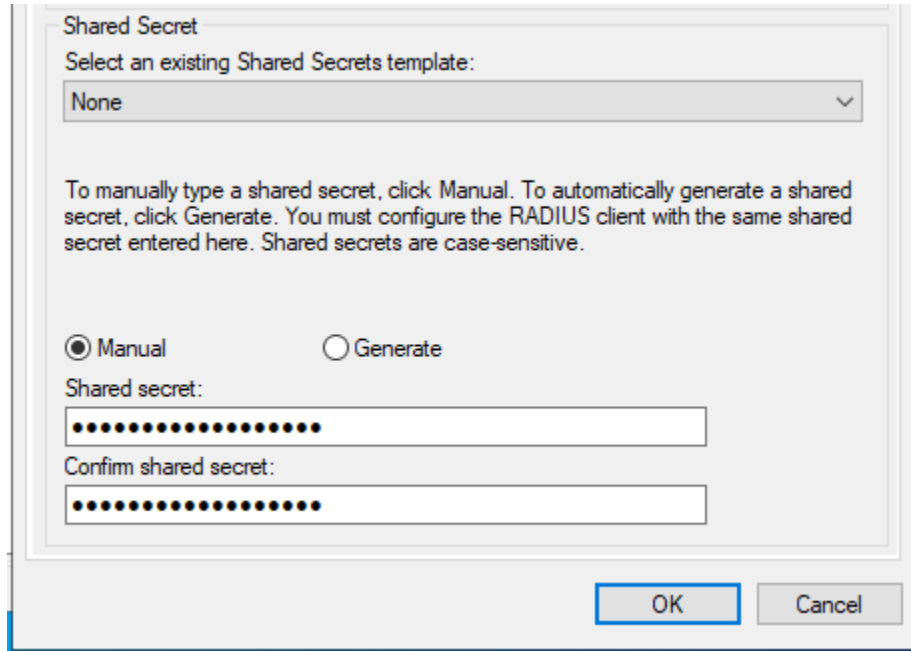 Shared Secret
Select an existing Shared Secrets template:
None
To manually type a shared secret, click Manual. To automatically generate a shared
secret, click Generate. You must configure the RADIUS client with the same shared
secret entered here. Shared secrets are case-sensitive.
Manual Generate
Shared secret:
●●●●●●●●●●●●●●●●●●
Confirm shared secret:
●●●●●●●●●●●●●●●●●●
OK Cancel